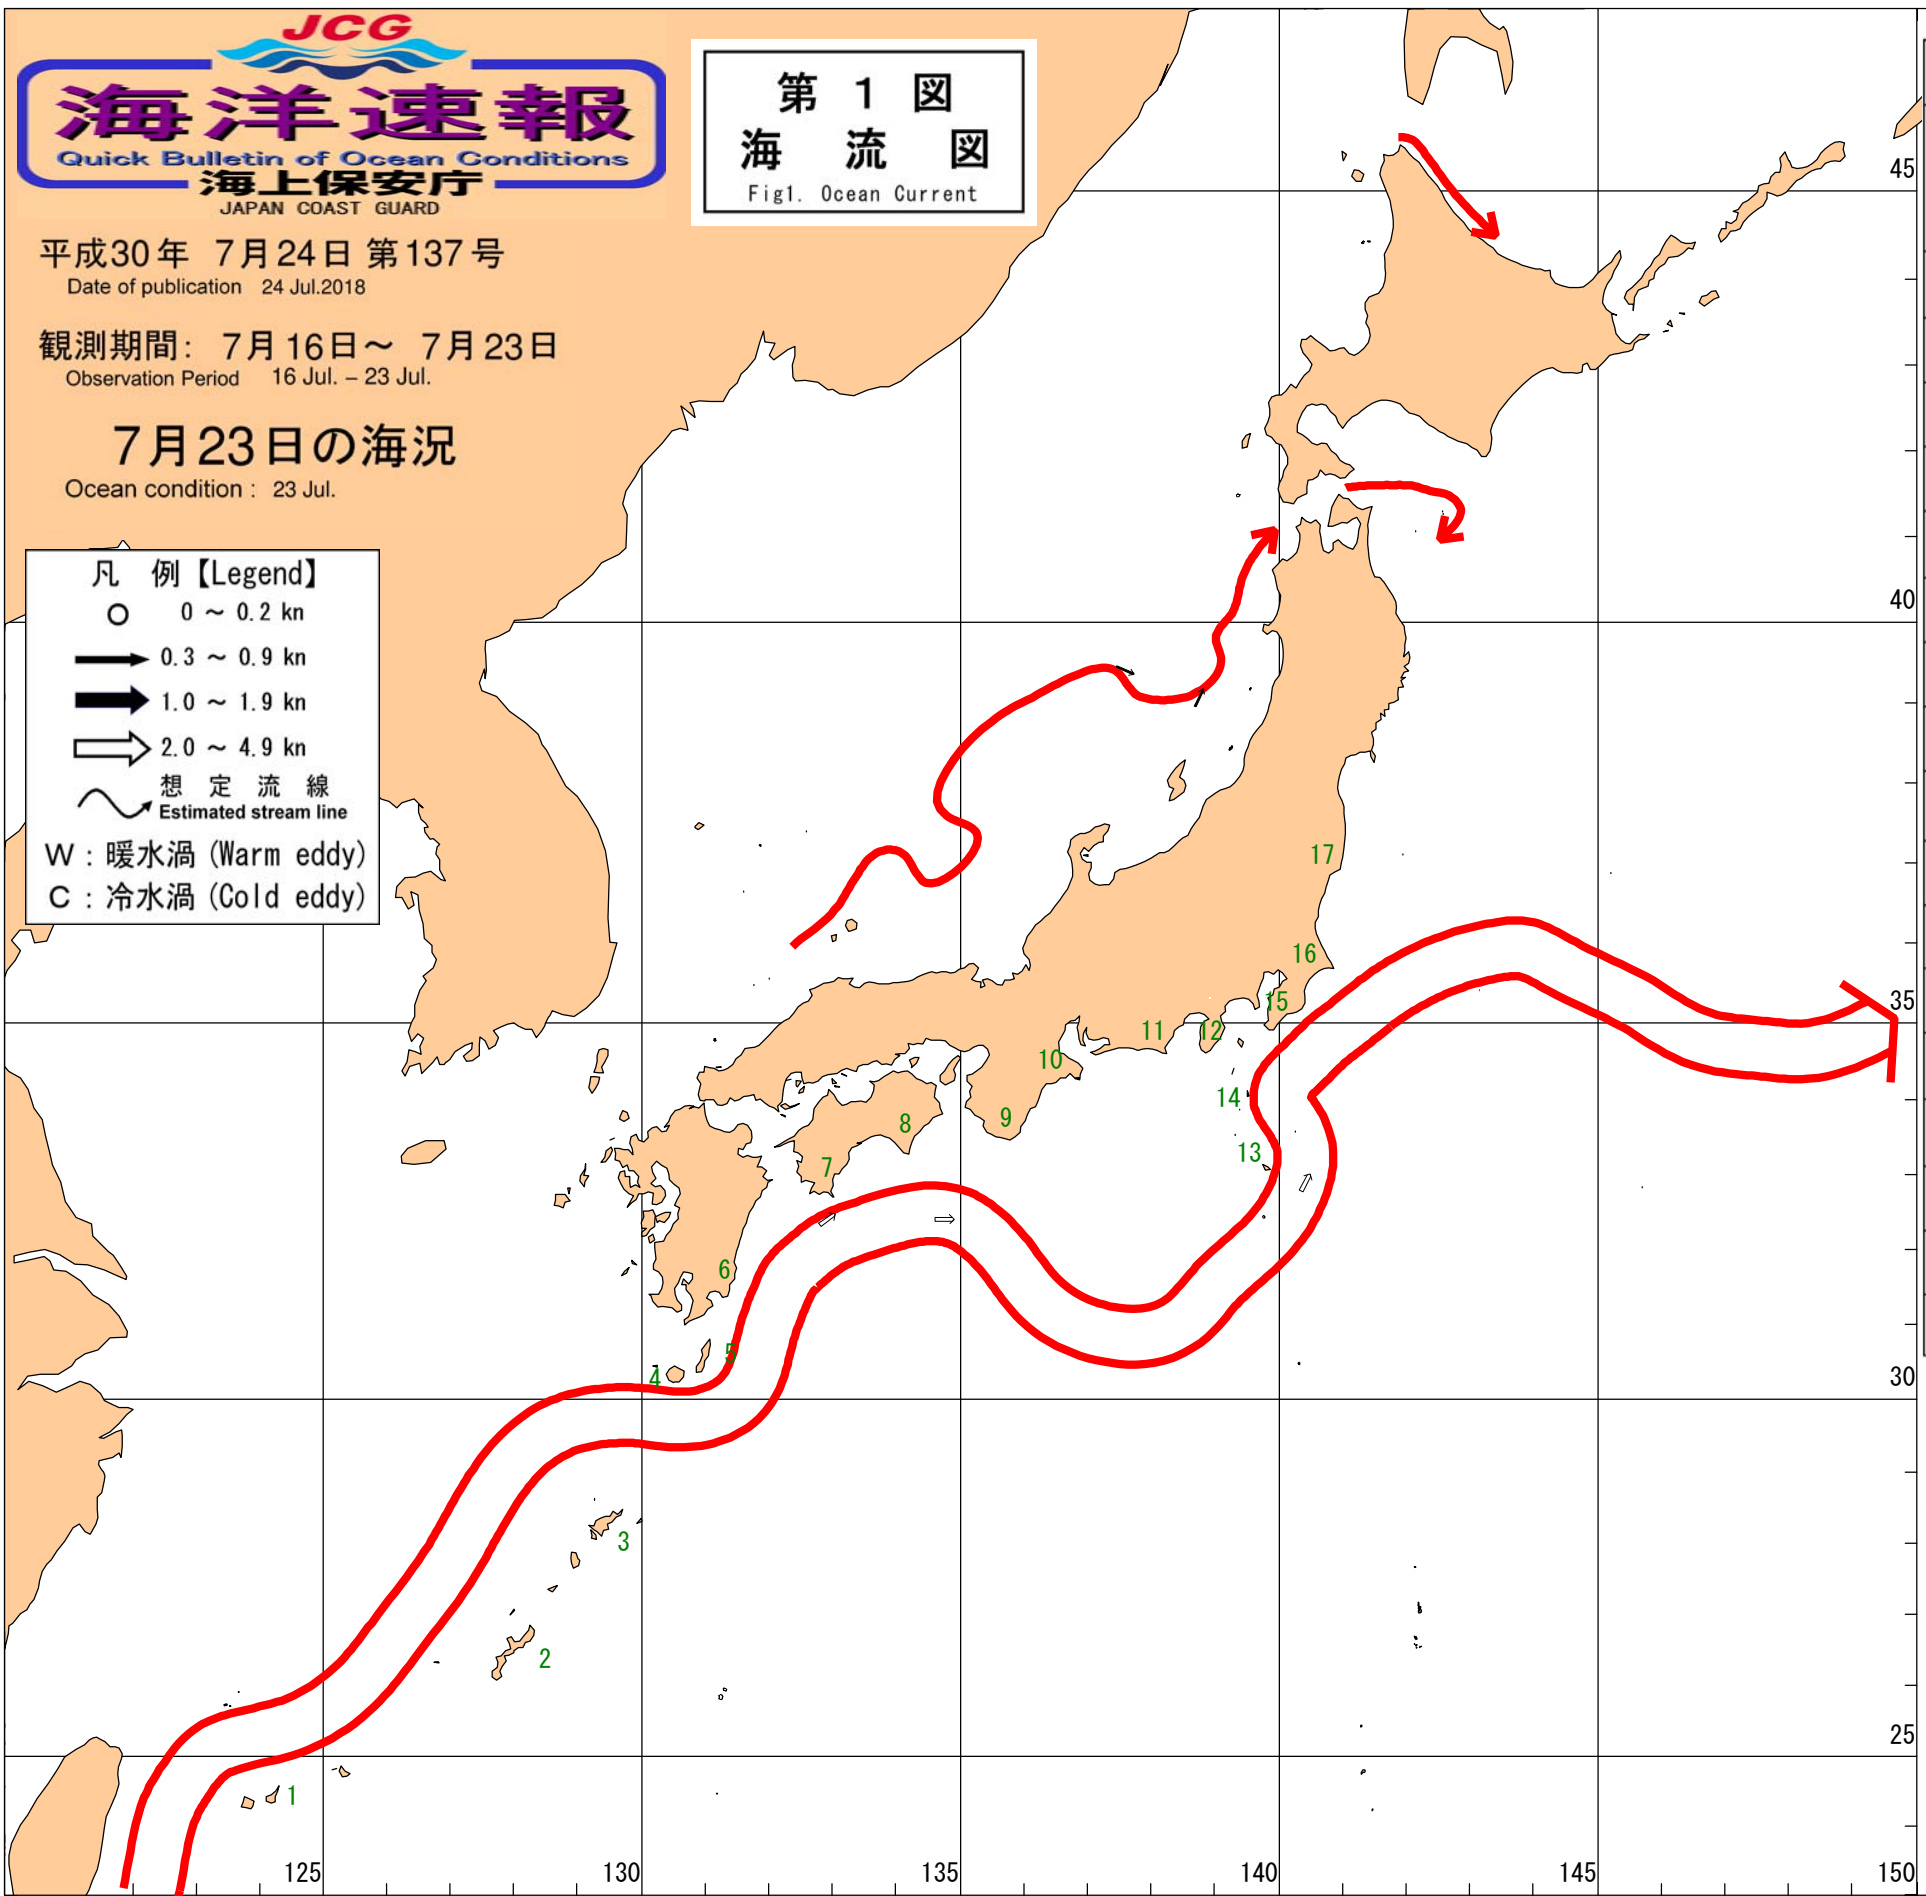 JCG
海洋速報
Quick Bulletin of Ocean Conditions
海上保安庁
JAPAN COAST GUARD
第 1 図
海 流 図
Fig1. Ocean Current
平成30年 7月24日 第137号
Date of publication 24 Jul.2018
観測期間: 7月16日～ 7月23日
Observation Period 16 Jul. – 23 Jul.
7月23日の海況
Ocean condition : 23 Jul.
凡 例【Legend】
0 ～ 0.2 kn
0.3 ～ 0.9 kn
1.0 ～ 1.9 kn
2.0 ～ 4.9 kn
想 定 流 線
Estimated stream line
W : 暖水渦 (Warm eddy)
C : 冷水渦 (Cold eddy)
45
40
35
30
25
17
16
15
11
12
10
14
9
8
13
7
6
5
4
3
2
1
125
130
135
140
145
150